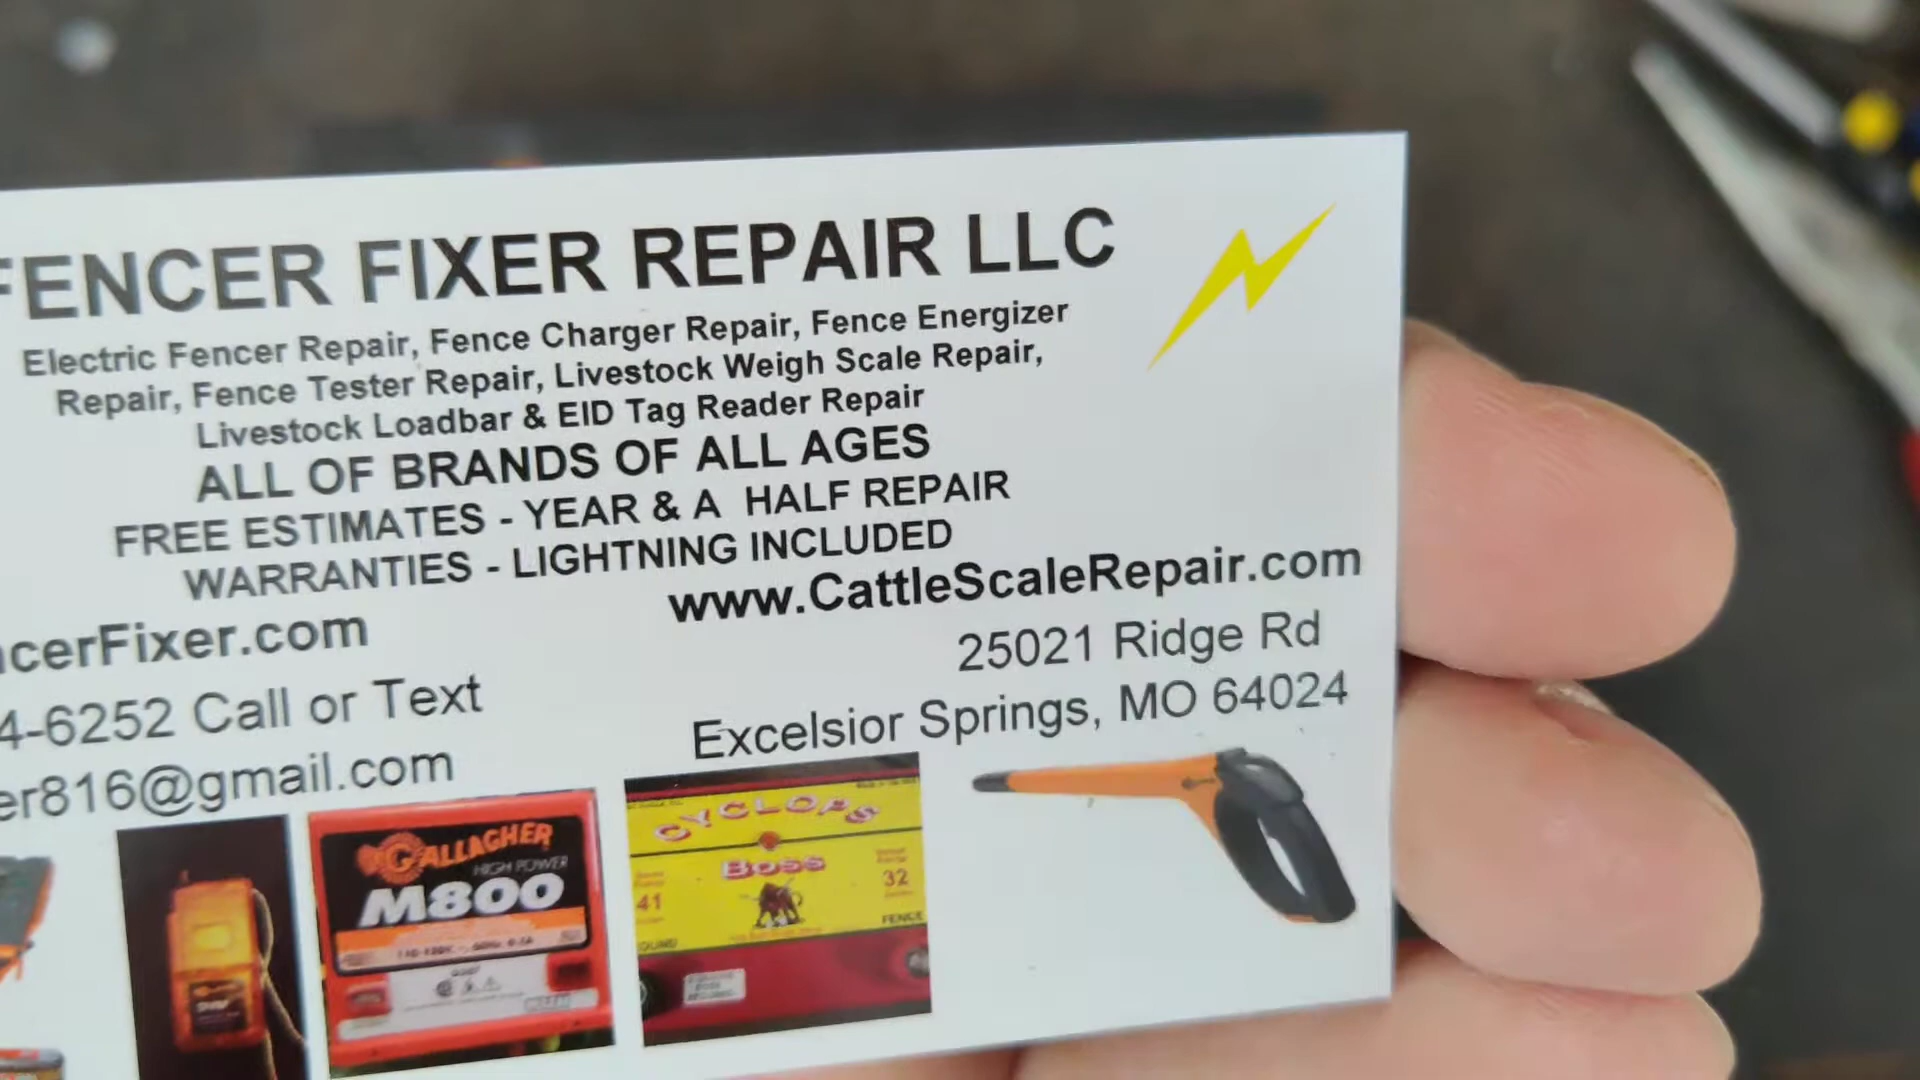 FENCER FIXER REPAIR LLC
Electric Fencer Repair, Fence Charger Repair, Fence Energizer
Repair, Fence Tester Repair, Livestock Weigh Scale Repair,
Livestock Loadbar & EID Tag Reader Repair
ALL OF BRANDS OF ALL AGES
FREE ESTIMATES - YEAR & A HALF REPAIR
WARRANTIES - LIGHTNING INCLUDED
www.CattleScaleRepair.com
ncerFixer.com
25021 Ridge Rd
4-6252 Call or Text
Excelsior Springs, MO 64024
er816@gmail.com
GALLAGHER
HIGH POWER
M800
CYCLOPS
BOSS
41
32
FENCE